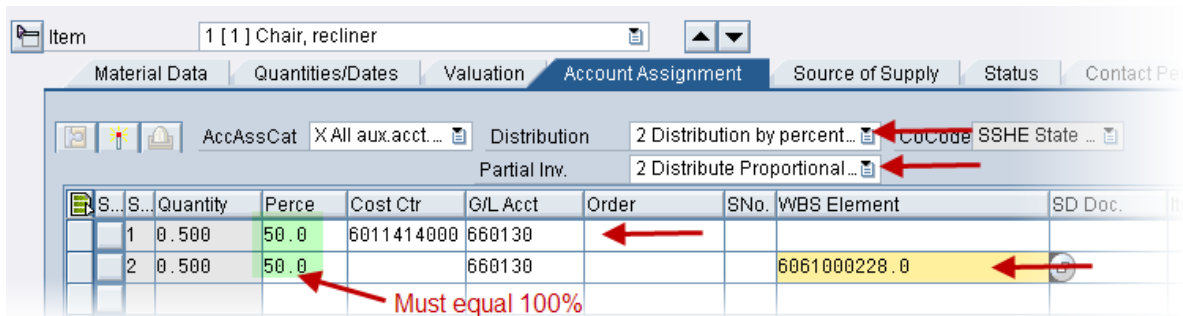 Item 1 [ 1 ] Chair, recliner
Material Data Quantities/Dates Valuation Account Assignment Source of Supply Status Contact Pe
AccAssCat X All aux.acct.... Distribution 2 Distribution by percent... CoCode SSHE State ...
Partial Inv. 2 Distribute Proportional...
S... S... Quantity Perce Cost Ctr G/L Acct Order SNo. WBS Element SD Doc.
1 0.500 50.0 6011414000 660130
2 0.500 50.0 660130 6061000228.0
Must equal 100%